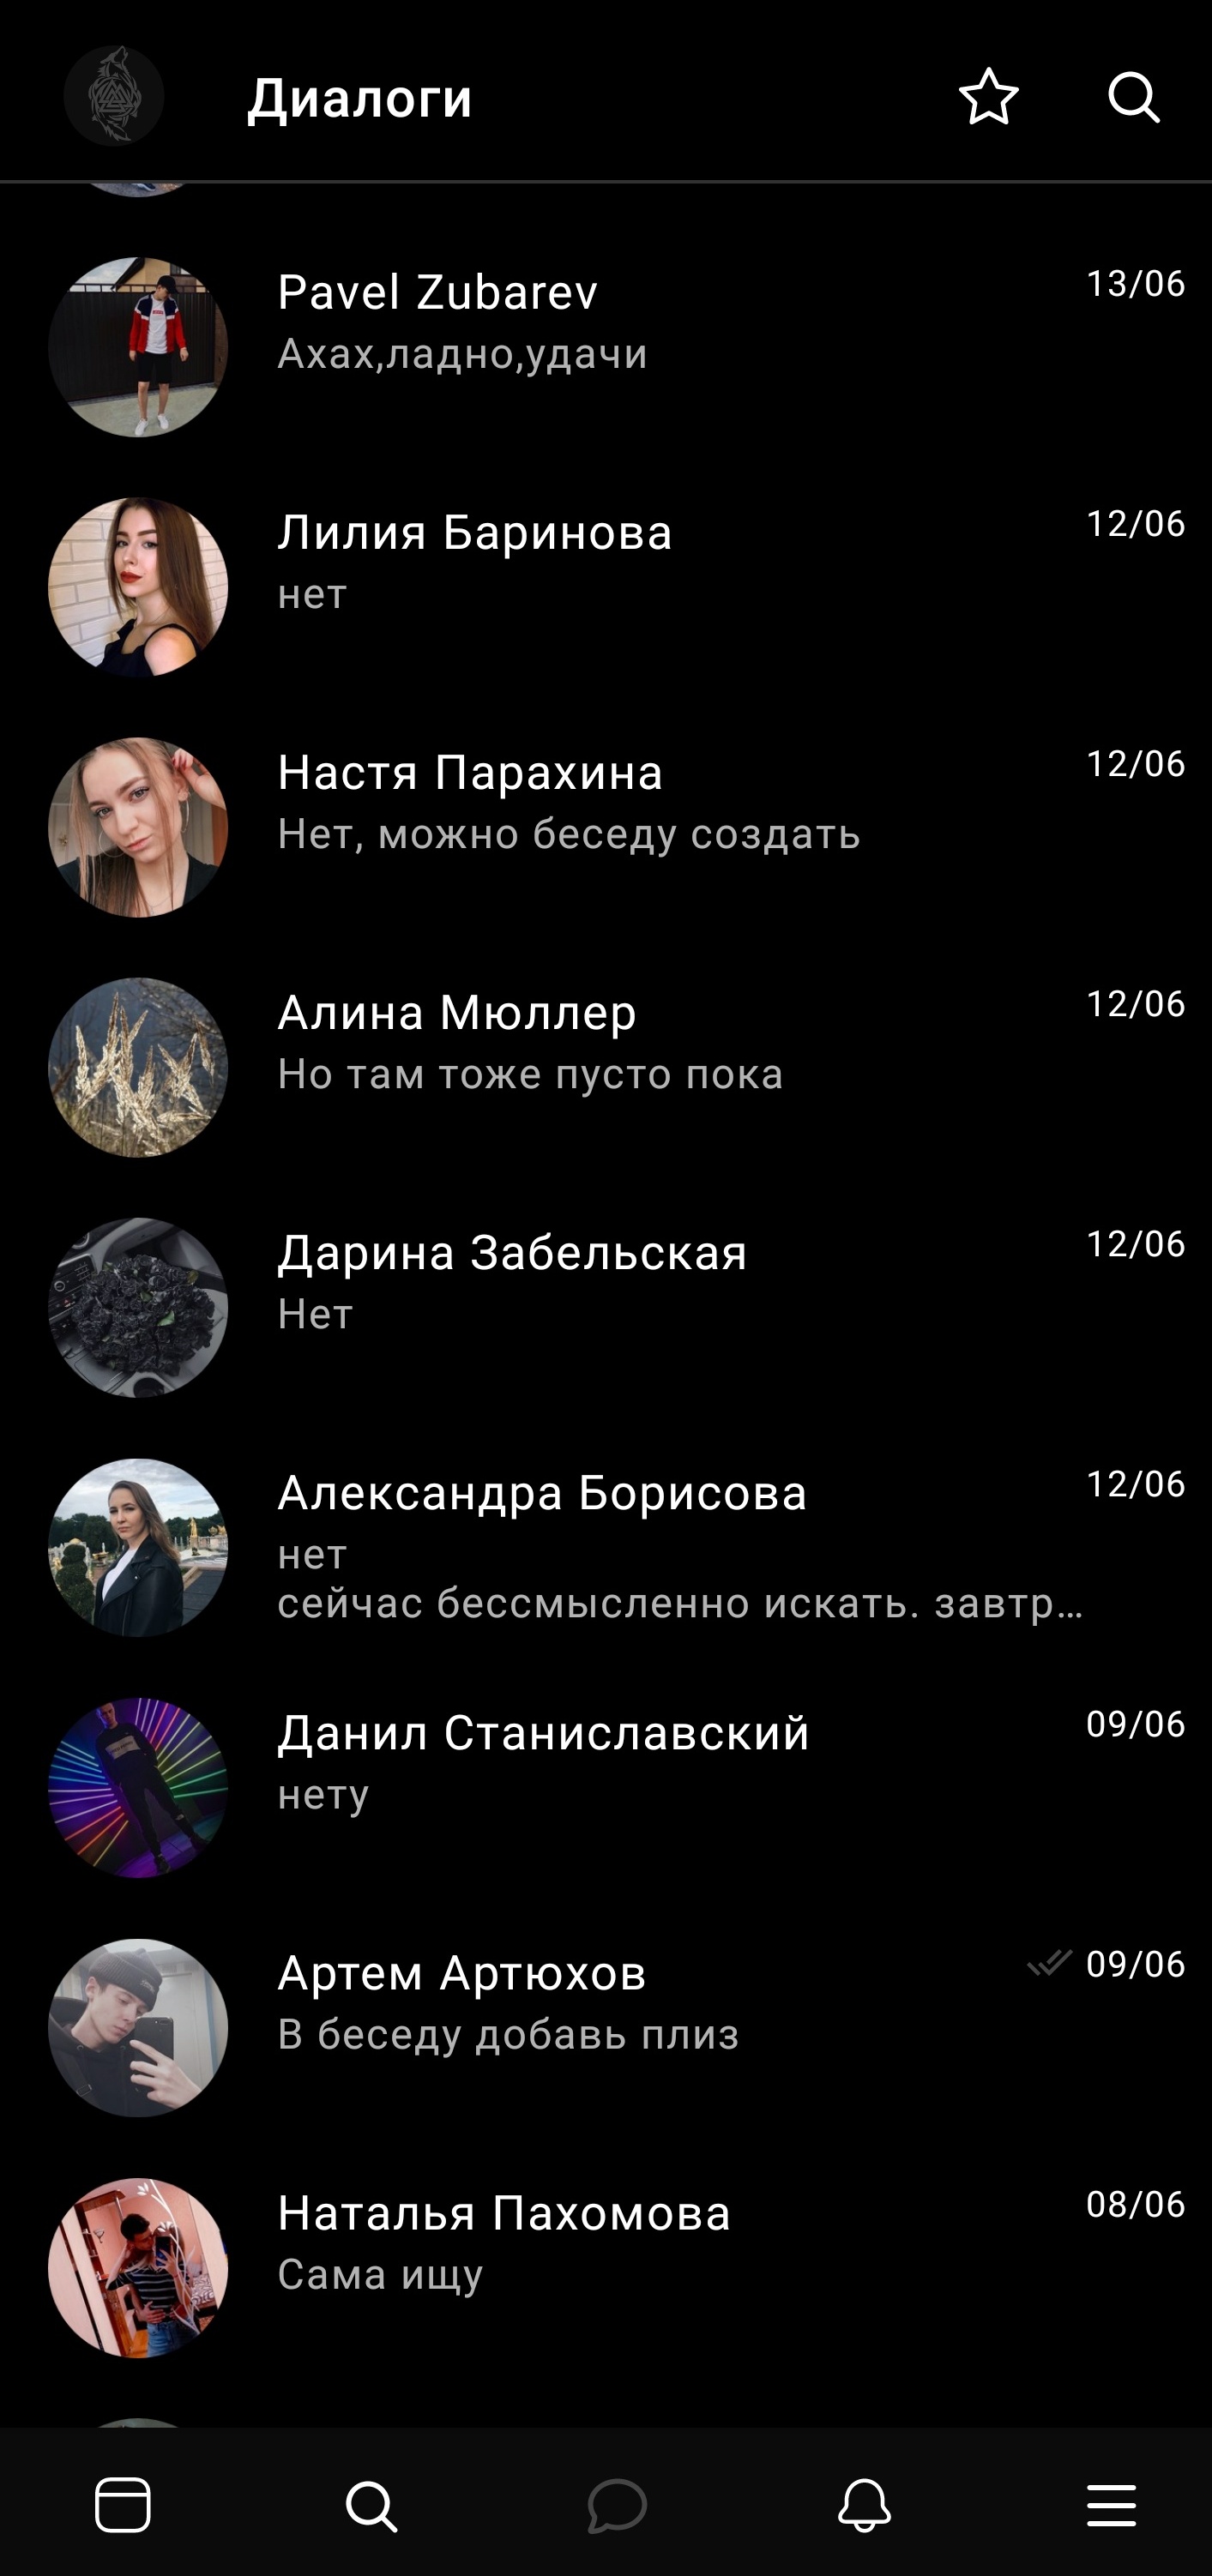 Диалоги
Pavel Zubarev 13/06
Ахах,ладно,удачи
Лилия Баринова 12/06
нет
Настя Парахина 12/06
Нет, можно беседу создать
Алина Мюллер 12/06
Но там тоже пусто пока
Дарина Забельская 12/06
Нет
Александра Борисова 12/06
нет
сейчас бессмысленно искать. завтр...
Данил Станиславский 09/06
нету
Артем Артюхов 09/06
В беседу добавь плиз
Наталья Пахомова 08/06
Сама ищу